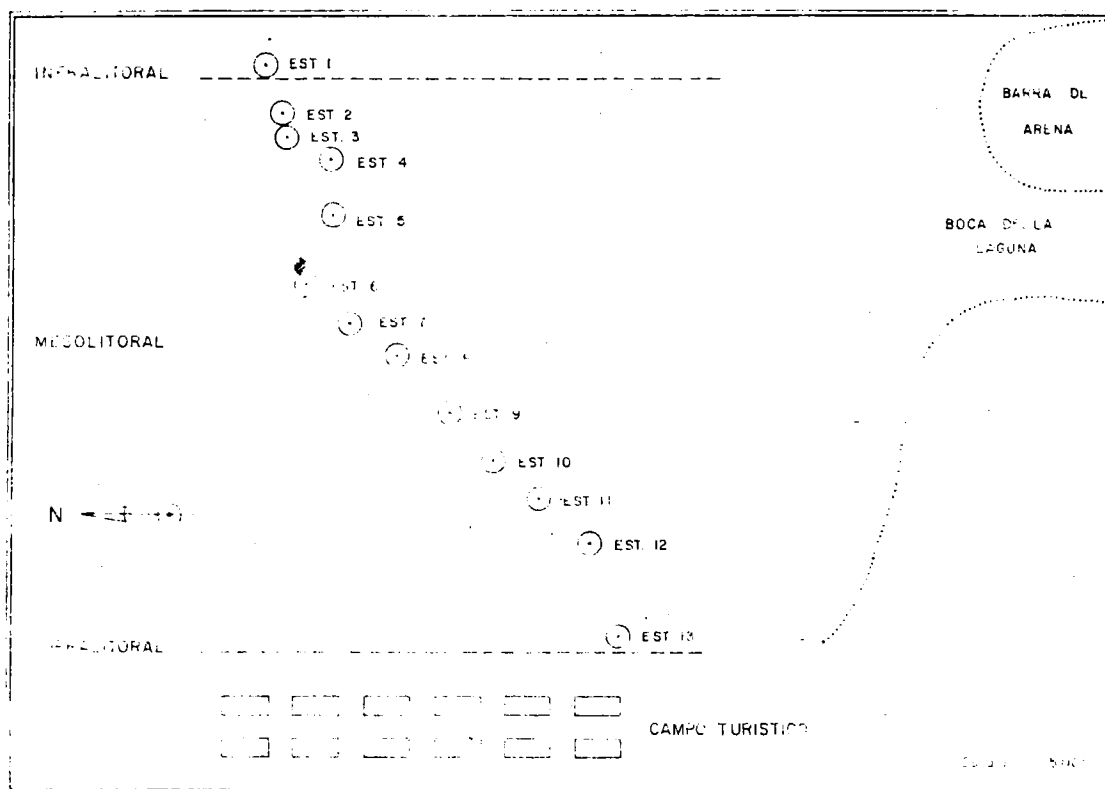 INFRALITORAL
EST 1
EST 2
EST. 3
EST 4
EST 5
EST 6
EST 7
EST
EST 9
EST 10
EST 11
EST. 12
EST 13
BARRA DE
ARENA
BOCA DE LA
LAGUNA
MESOLITORAL
N
CAMPO TURISTICO